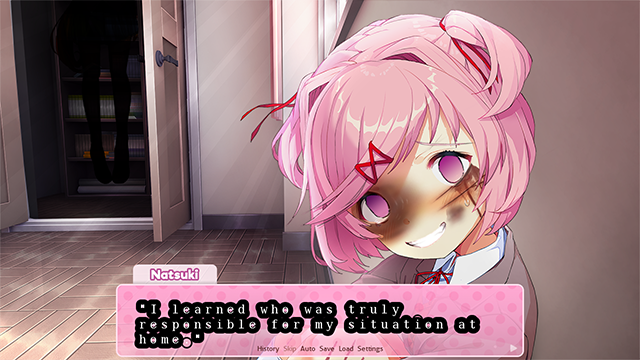 Natsuki
"I learned who was truly
responsible for my situation at
home."
History Skip Auto Save Load Settings